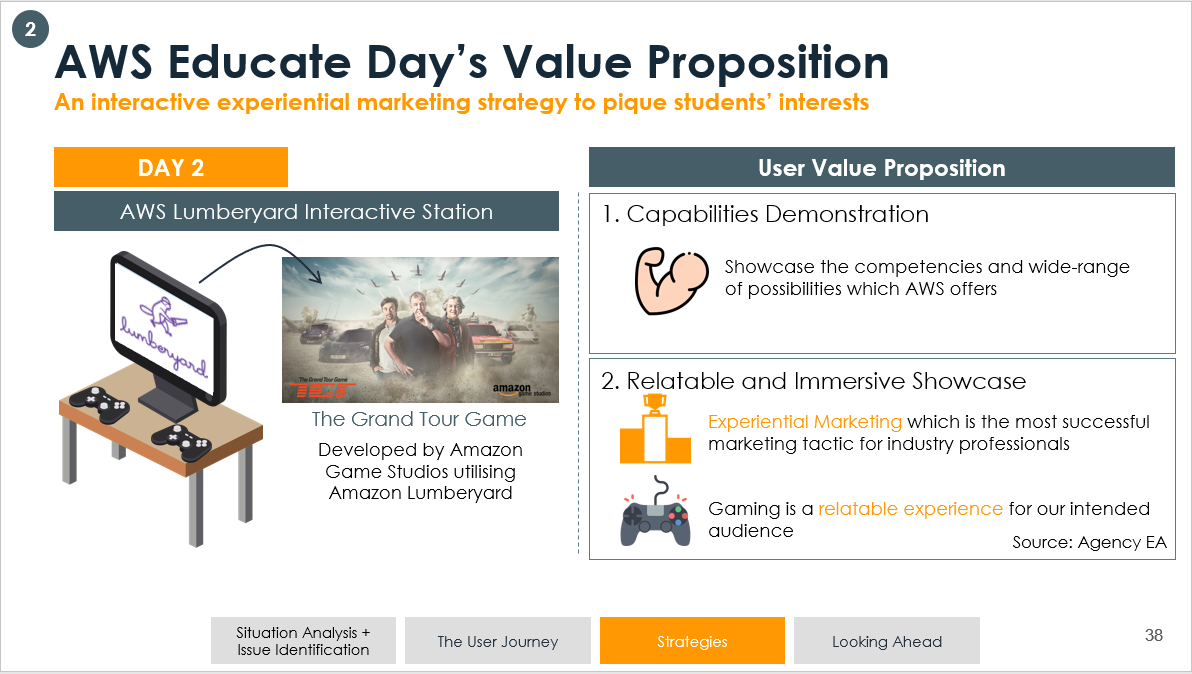 2
AWS Educate Day’s Value Proposition
An interactive experiential marketing strategy to pique students’ interests
DAY 2
AWS Lumberyard Interactive Station
lumberyard
The Grand Tour Game
amazon
game studios
The Grand Tour Game
Developed by Amazon
Game Studios utilising
Amazon Lumberyard
User Value Proposition
1. Capabilities Demonstration
Showcase the competencies and wide-range
of possibilities which AWS offers
2. Relatable and Immersive Showcase
Experiential Marketing which is the most successful
marketing tactic for industry professionals
Gaming is a relatable experience for our intended
audience
Source: Agency EA
Situation Analysis +
Issue Identification
The User Journey
Strategies
Looking Ahead
38